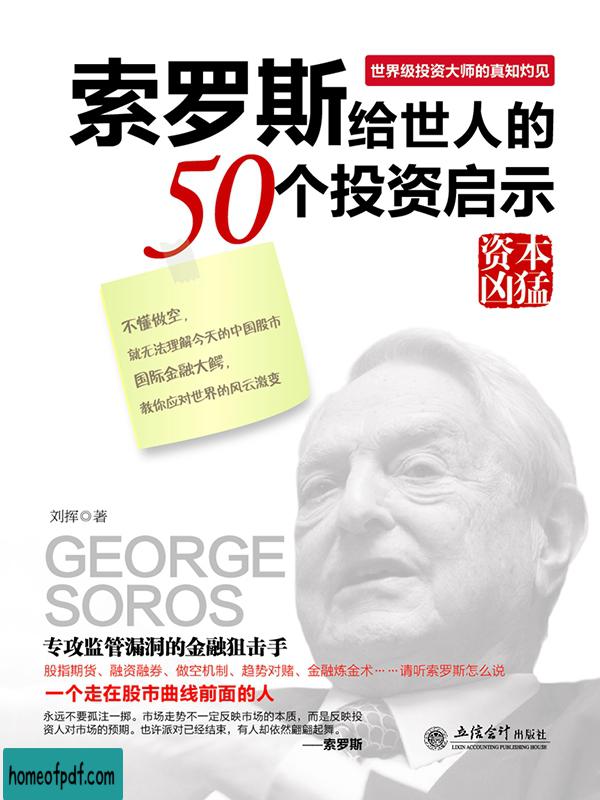 世界级投资大师的真知灼见
索罗斯给世人的
50个投资启示
资本
凶猛
不懂做空，
就无法理解今天的中国股市
国际金融大鳄，
教你应对世界的风云激变
刘挥◎著
GEORGE
SOROS
专攻监管漏洞的金融狙击手
股指期货、融资融券、做空机制、趋势对赌、金融炼金术……请听索罗斯怎么说
一个走在股市曲线前面的人
永远不要孤注一掷。市场走势不一定反映市场的本质，而是反映投
资人对市场的预期。也许派对已经结束，有人却依然翩翩起舞。
——索罗斯
立信会计出版社
LIXIN ACCOUNTING PUBLISHING HOUSE
homeofpdf.com